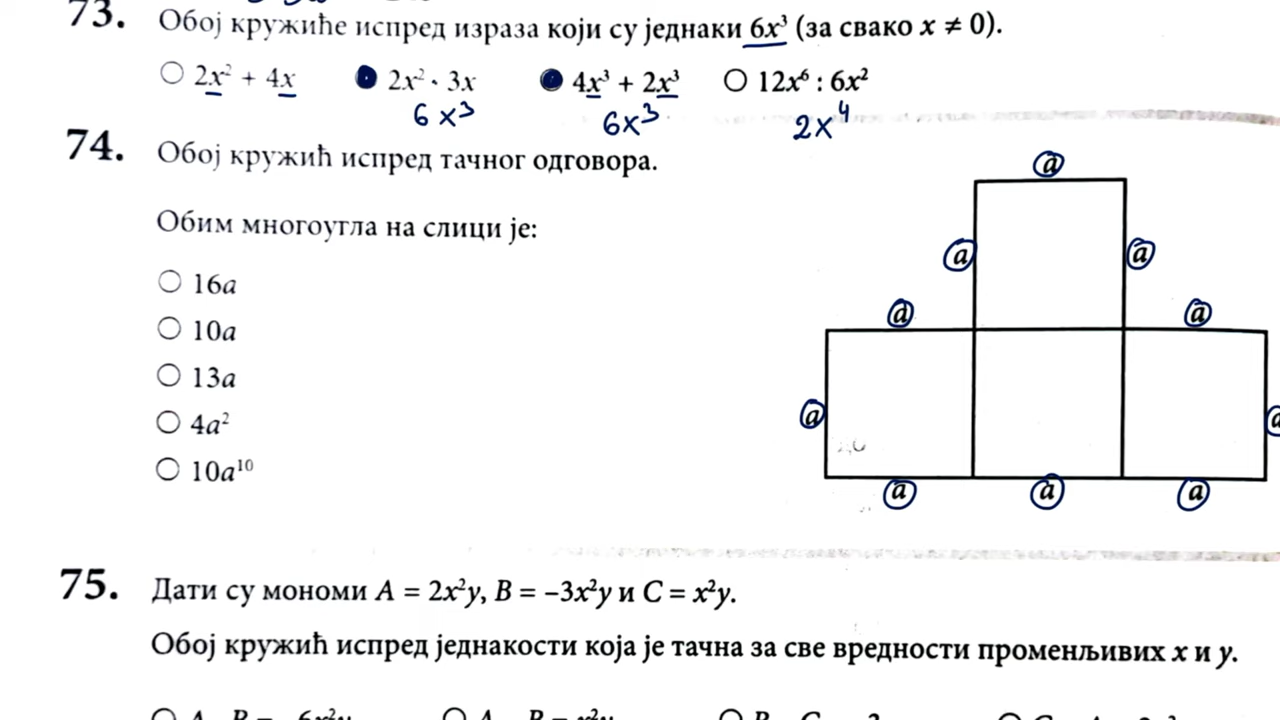 73. Обој кружиће испред израза који су једнаки 6x³ (за свако x ≠ 0).
2x² + 4x 2x² · 3x 4x³ + 2x³ 12x⁶ : 6x²
6x³ 6x³ 2x⁴
74. Обој кружић испред тачног одговора.
Обим многоугла на слици је:
16a
10a
13a
4a²
10a¹⁰
a
a a
a a
a a
a a a
75. Дати су мономи A = 2x²y, B = −3x²y и C = x²y.
Обој кружић испред једнакости која је тачна за све вредности променљивих x и y.